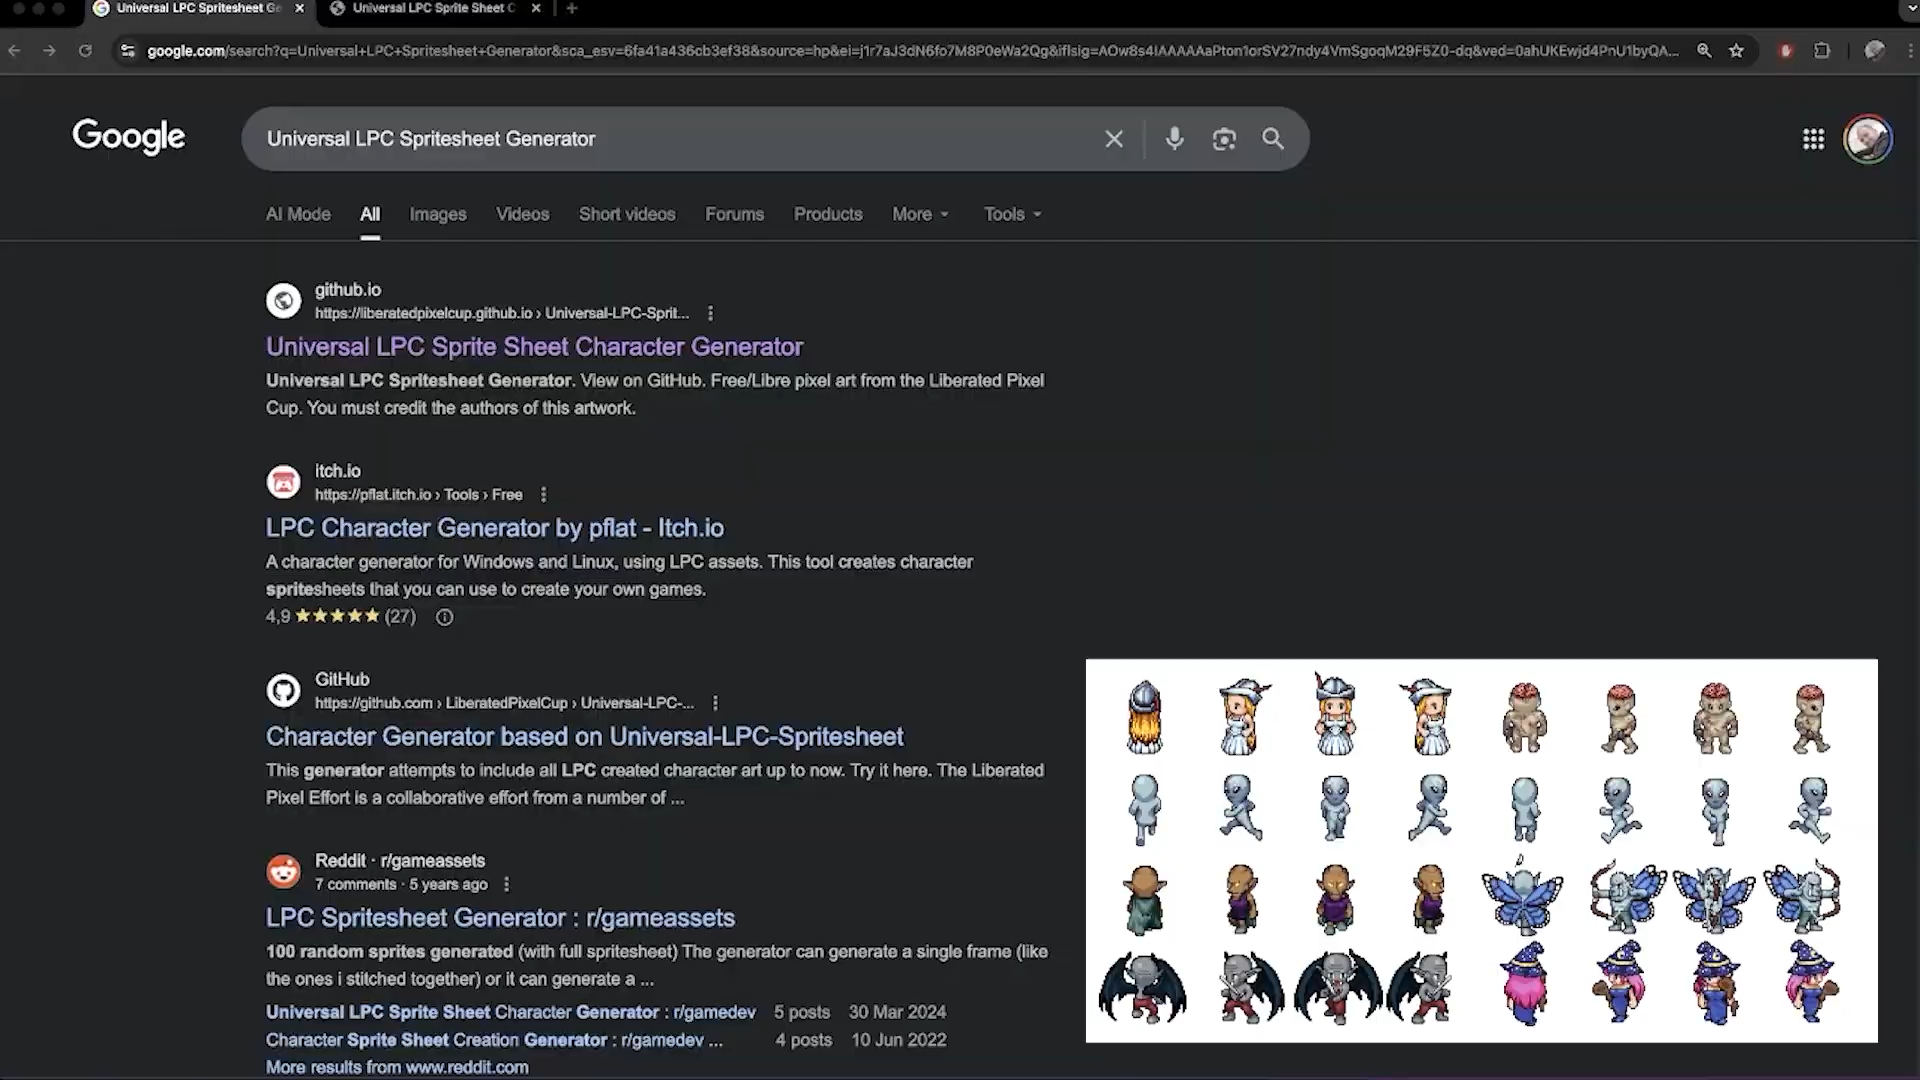 Universal LPC Spritesheet Ge
Universal LPC Sprite Sheet C
google.com/search?q=Universal+LPC+Spritesheet+Generator&sca_esv=6fa41a436cb3ef38&source=hp&ei=j1r7aJ3dN6fo7M8P0eWa2Qg&iflsig=AOw8s4IAAAAAaPton1orSV27ndy4VmSgoqM29F5Z0-dq&ved=0ahUKEwjd4PnU1byQA...
Google
Universal LPC Spritesheet Generator
AI Mode All Images Videos Short videos Forums Products More Tools
github.io
https://liberatedpixelcup.github.io › Universal-LPC-Sprit...
Universal LPC Sprite Sheet Character Generator
Universal LPC Spritesheet Generator. View on GitHub. Free/Libre pixel art from the Liberated Pixel
Cup. You must credit the authors of this artwork.
itch.io
https://pflat.itch.io › Tools › Free
LPC Character Generator by pflat - Itch.io
A character generator for Windows and Linux, using LPC assets. This tool creates character
spritesheets that you can use to create your own games.
4,9 ★★★★★ (27)
GitHub
https://github.com › LiberatedPixelCup › Universal-LPC-...
Character Generator based on Universal-LPC-Spritesheet
This generator attempts to include all LPC created character art up to now. Try it here. The Liberated
Pixel Effort is a collaborative effort from a number of ...
Reddit · r/gameassets
7 comments · 5 years ago
LPC Spritesheet Generator : r/gameassets
100 random sprites generated (with full spritesheet) The generator can generate a single frame (like
the ones i stitched together) or it can generate a ...
Universal LPC Sprite Sheet Character Generator : r/gamedev 5 posts 30 Mar 2024
Character Sprite Sheet Creation Generator : r/gamedev ... 4 posts 10 Jun 2022
More results from www.reddit.com